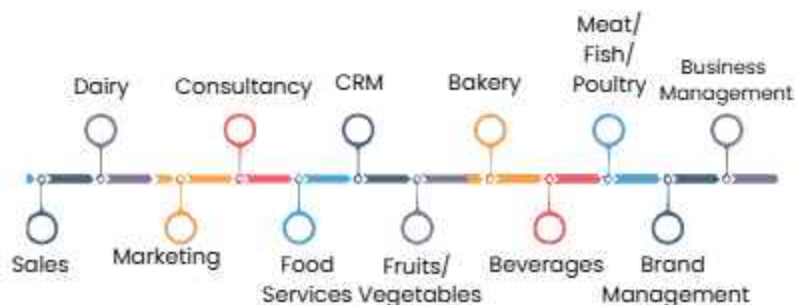 Meat/
Fish/
Poultry
Dairy
Consultancy
CRM
Bakery
Business
Management
Sales
Marketing
Food
Services
Fruits/
Vegetables
Beverages
Brand
Management